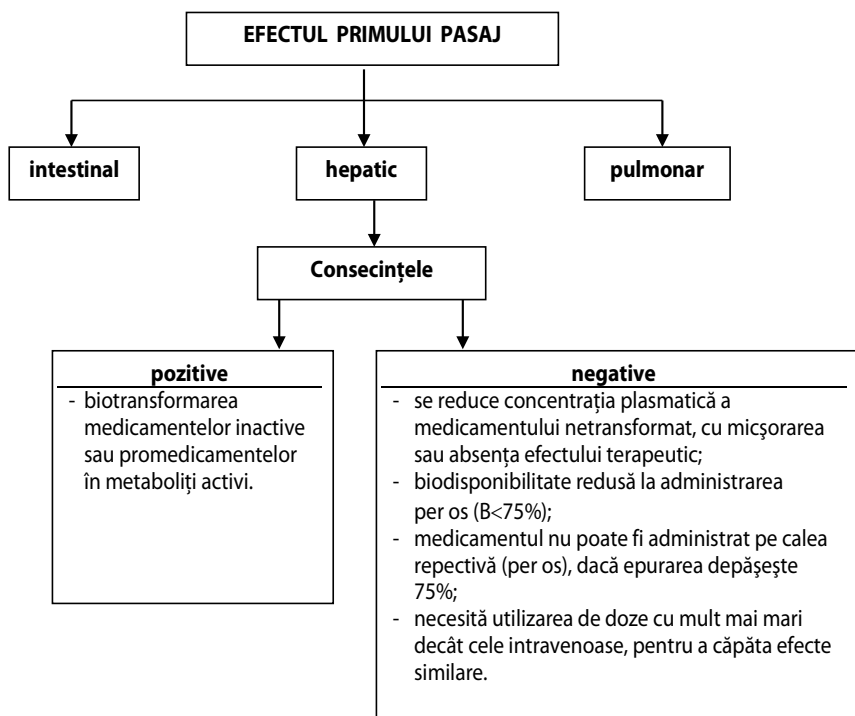 EFECTUL PRIMULUI PASAJ
intestinal
hepatic
pulmonar
Consecințele
pozitive
- biotransformarea
medicamentelor inactive
sau promedicamentelor
în metaboliți activi.
negative
- se reduce concentrația plasmatică a
medicamentului netransformat, cu micşorarea
sau absența efectului terapeutic;
- biodisponibilitate redusă la administrarea
per os (B<75%);
- medicamentul nu poate fi administrat pe calea
repectivă (per os), dacă epurarea depăşeşte
75%;
- necesită utilizarea de doze cu mult mai mari
decât cele intravenoase, pentru a căpăta efecte
similare.